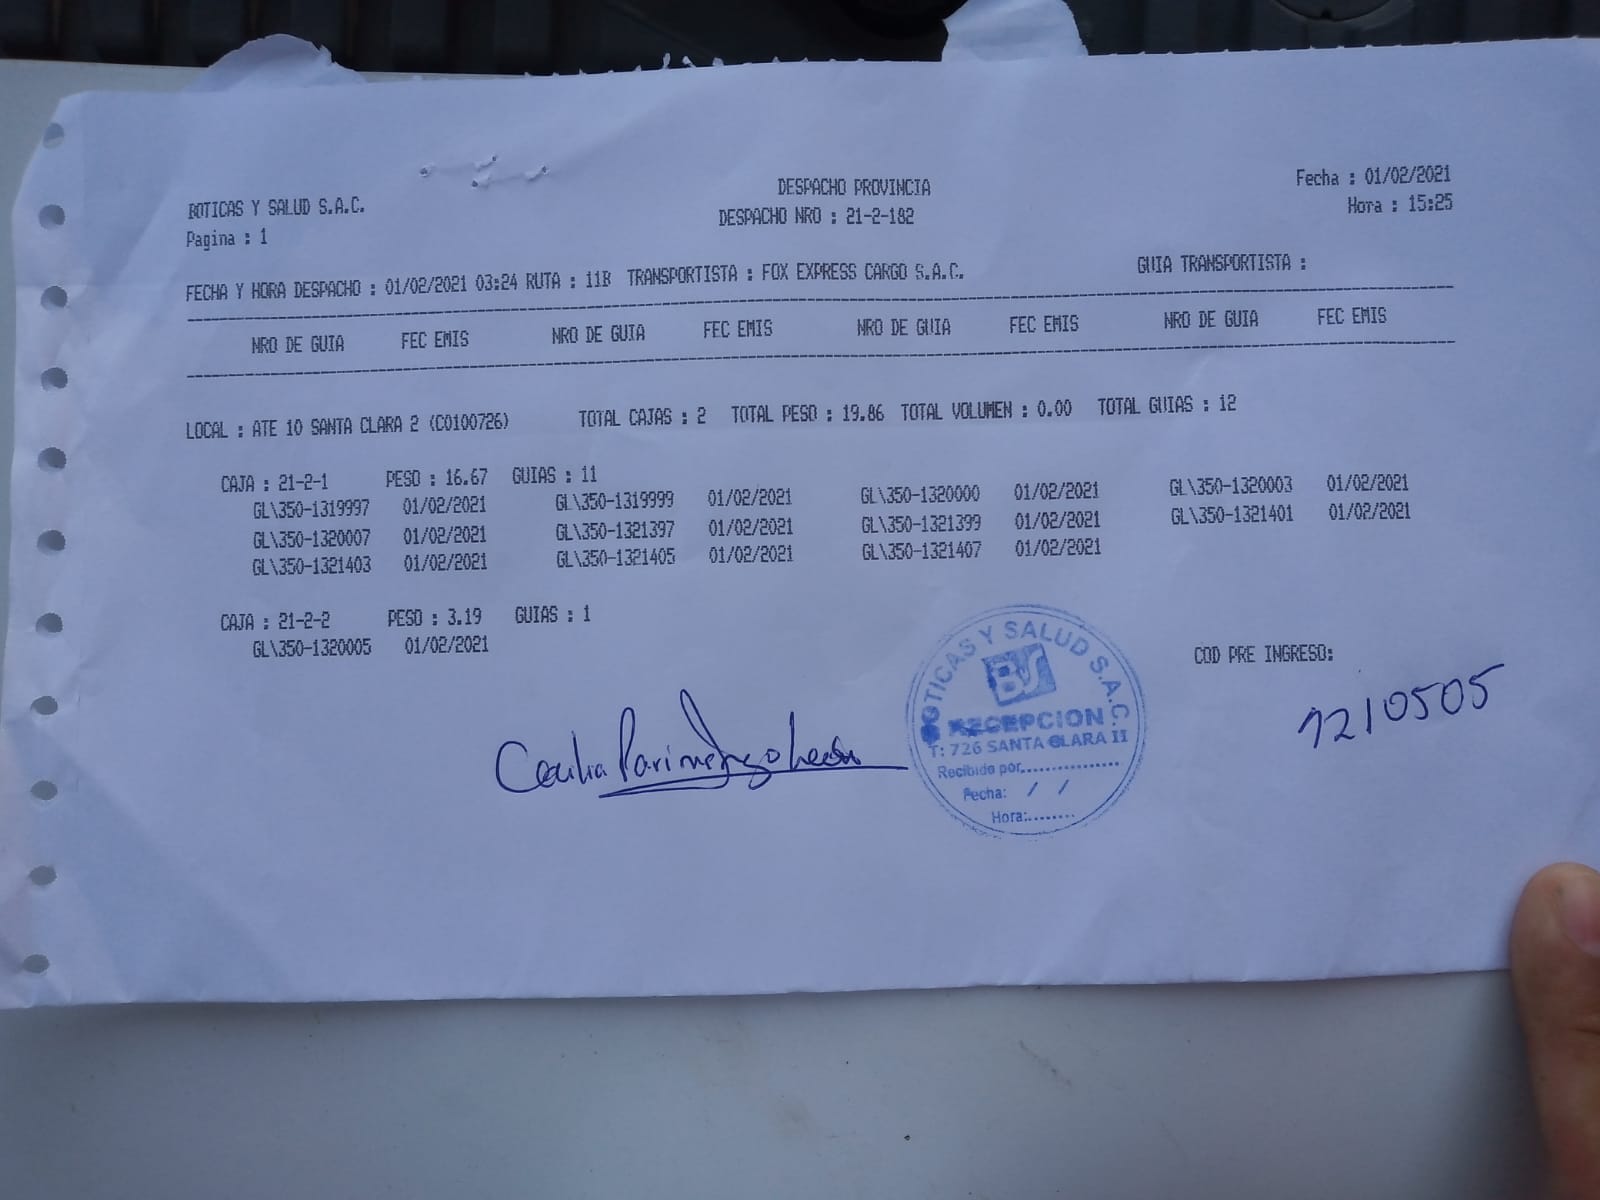 BOTICAS Y SALUD S.A.C.
Pagina : 1
DESPACHO PROVINCIA
DESPACHO NRO : 21-2-182
Fecha : 01/02/2021
Hora : 15:25
FECHA Y HORA DESPACHO : 01/02/2021 03:24 RUTA : 11B TRANSPORTISTA : FOX EXPRESS CARGO S.A.C. GUIA TRANSPORTISTA :
NRO DE GUIA FEC EMIS NRO DE GUIA FEC EMIS NRO DE GUIA FEC EMIS NRO DE GUIA FEC EMIS
LOCAL : ATE 10 SANTA CLARA 2 (C0100726) TOTAL CAJAS : 2 TOTAL PESO : 19.86 TOTAL VOLUMEN : 0.00 TOTAL GUIAS : 12
CAJA : 21-2-1 PESO : 16.67 GUIAS : 11
GL\350-1319997 01/02/2021 GL\350-1319999 01/02/2021 GL\350-1320000 01/02/2021 GL\350-1320003 01/02/2021
GL\350-1320007 01/02/2021 GL\350-1321397 01/02/2021 GL\350-1321399 01/02/2021 GL\350-1321401 01/02/2021
GL\350-1321403 01/02/2021 GL\350-1321405 01/02/2021 GL\350-1321407 01/02/2021
CAJA : 21-2-2 PESO : 3.19 GUIAS : 1
GL\350-1320005 01/02/2021
COD PRE INGRESO:
1210505
Cecilia
BOTICAS Y SALUD S.A.C.
BS
RECEPCION
T: 726 SANTA CLARA II
Recibido por..................
Fecha: / /
Hora:........